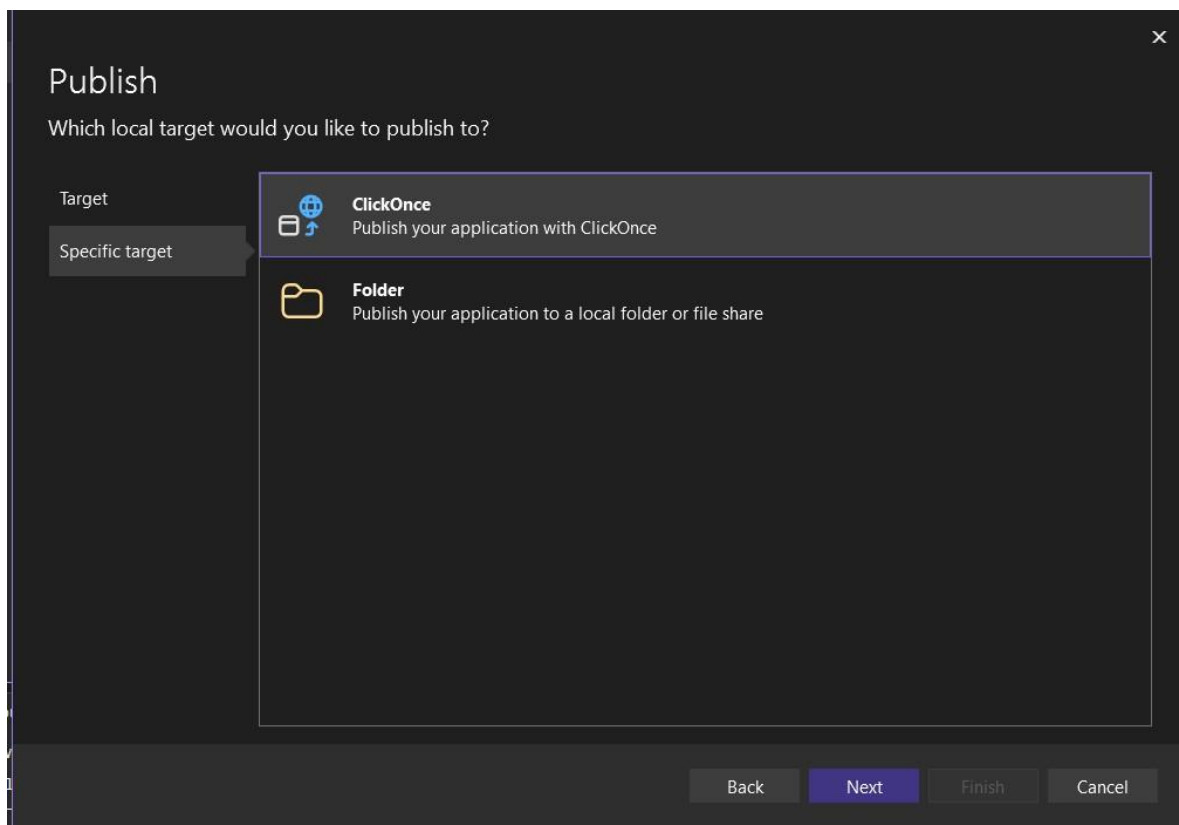 Publish
Which local target would you like to publish to?
Target
Specific target
ClickOnce
Publish your application with ClickOnce
Folder
Publish your application to a local folder or file share
Back
Next
Finish
Cancel